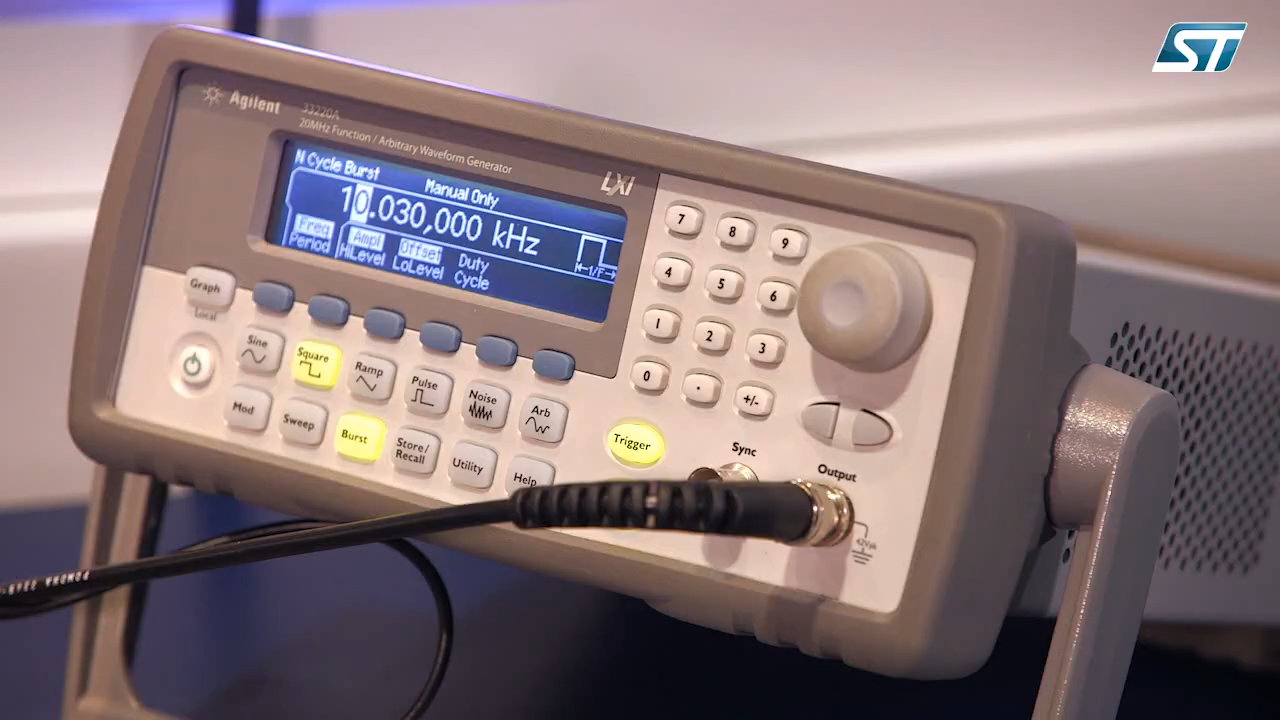 ST
Agilent
33220A
20MHz Function / Arbitrary Waveform Generator
LXI
N Cycle Burst
Manual Only
10.030,000 kHz
Freq
Period
Ampl
HiLevel
Offset
LoLevel
Duty
Cycle
1/F
7
8
9
4
5
6
1
2
3
0
.
+/-
Graph
Local
Sine
Square
Ramp
Pulse
Noise
Arb
Mod
Sweep
Burst
Store/
Recall
Utility
Help
Trigger
Sync
Output
42Vpk
POMONA